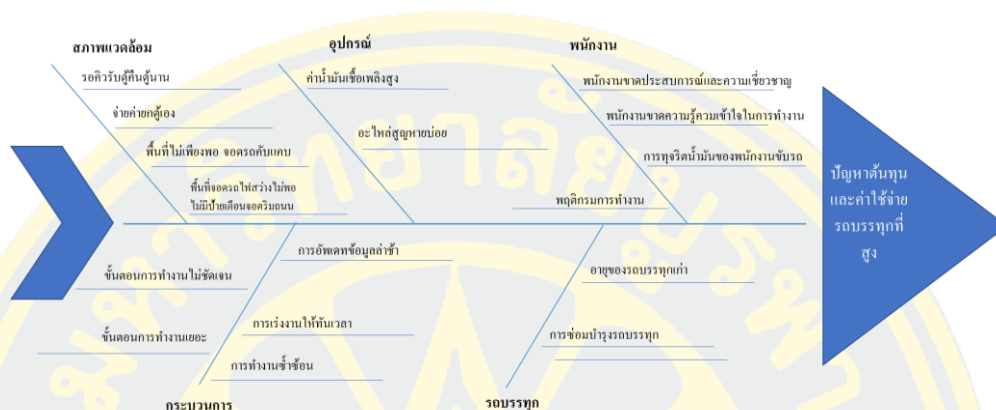 สภาพแวดล้อม
รอคิวรับตู้คืนตู้นาน
จ่ายค่ายกตู้เอง
พื้นที่ไม่เพียงพอ จอดรถคับแคบ
พื้นที่จอดรถไฟสว่างไม่พอ
ไม่มีป้ายเตือนจอดริมถนน
อุปกรณ์
ค่าน้ำมันเชื้อเพลิงสูง
อะไหล่สูญหายบ่อย
พนักงาน
พนักงานขาดประสบการณ์และความเชี่ยวชาญ
พนักงานขาดความรู้ควมเข้าใจในการทำงาน
การทุจริตน้ำมันของพนักงานขับรถ
พฤติกรมการทำงาน
ปัญหาต้นทุน
และค่าใช้จ่าย
รถบรรทุกที่
สูง
ขั้นตอนการทำงานไม่ชัดเจน
ขั้นตอนการทำงานเยอะ
การอัพเดทข้อมูลล่าช้า
การเร่งงานให้ทันเวลา
การทำงานซ้ำซ้อน
กระบวนการ
อายุของรถบรรทุกเก่า
การซ่อมบำรุงรถบรรทุก
รถบรรทุก